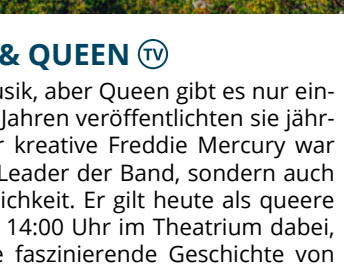 & QUEEN TV
usik, aber Queen gibt es nur ein-
Jahren veröffentlichten sie jähr-
r kreative Freddie Mercury war
Leader der Band, sondern auch
lichkeit. Er gilt heute als queere
14:00 Uhr im Theatrium dabei,
e faszinierende Geschichte von